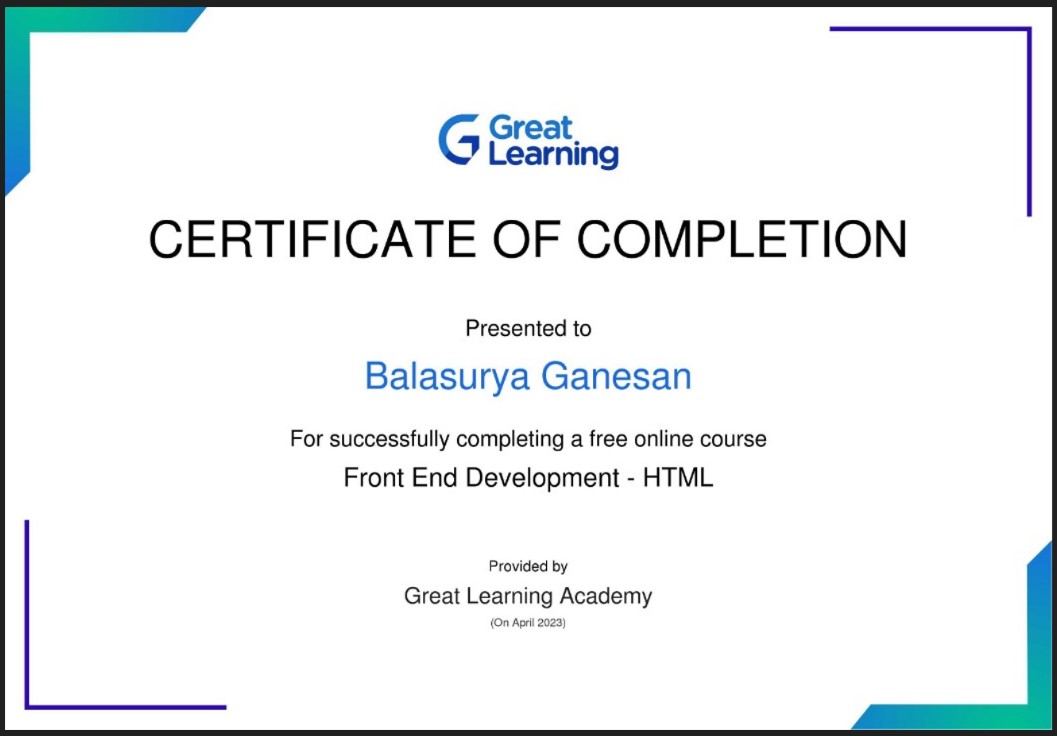 Great
Learning
CERTIFICATE OF COMPLETION
Presented to
Balasurya Ganesan
For successfully completing a free online course
Front End Development - HTML
Provided by
Great Learning Academy
(On April 2023)